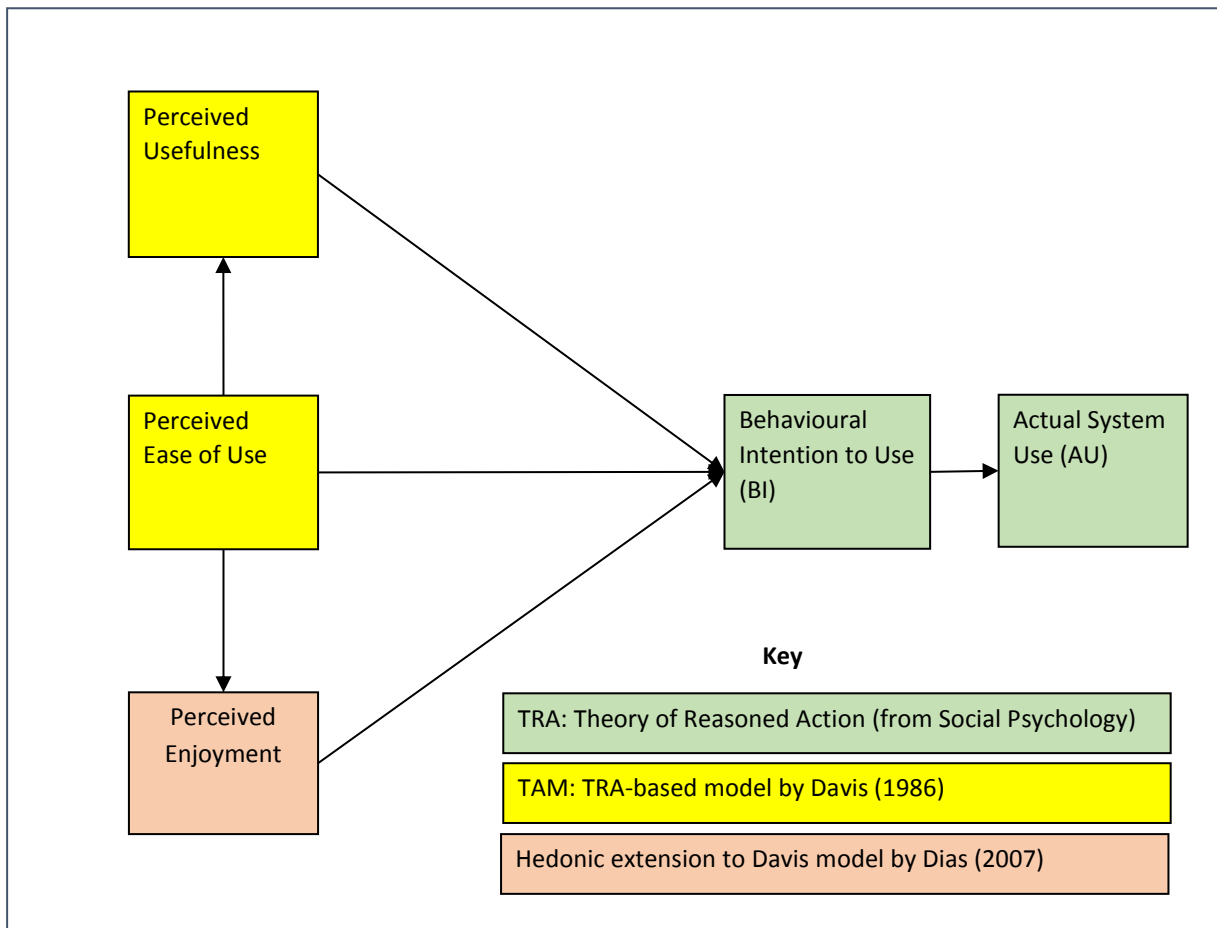 Perceived
Usefulness
Perceived
Ease of Use
Behavioural
Intention to Use
(BI)
Actual System
Use (AU)
Perceived
Enjoyment
Key
TRA: Theory of Reasoned Action (from Social Psychology)
TAM: TRA-based model by Davis (1986)
Hedonic extension to Davis model by Dias (2007)